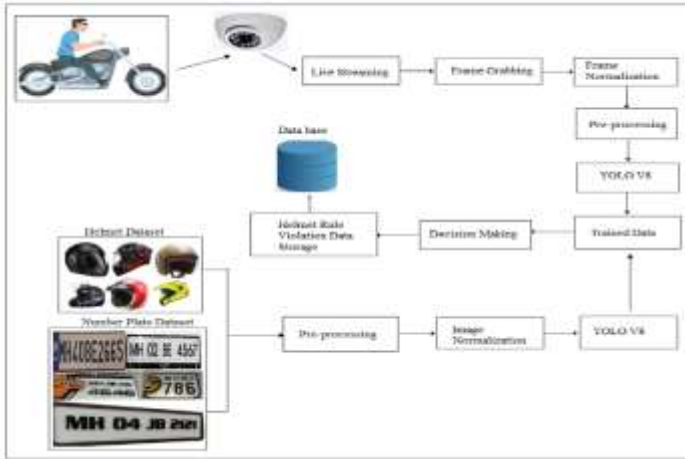 Live Streaming
Frame Grabbing
Frame
Normalization
Pre-processing
YOLO V8
Data base
Helmet Rule
Violation Data
Storage
Decision Making
Trained Data
Helmet Dataset
Number Plate Dataset
MH40BE2665
MH 02 BE 4567
786
MH 04 JB 2121
Pre-processing
Image
Normalization
YOLO V8